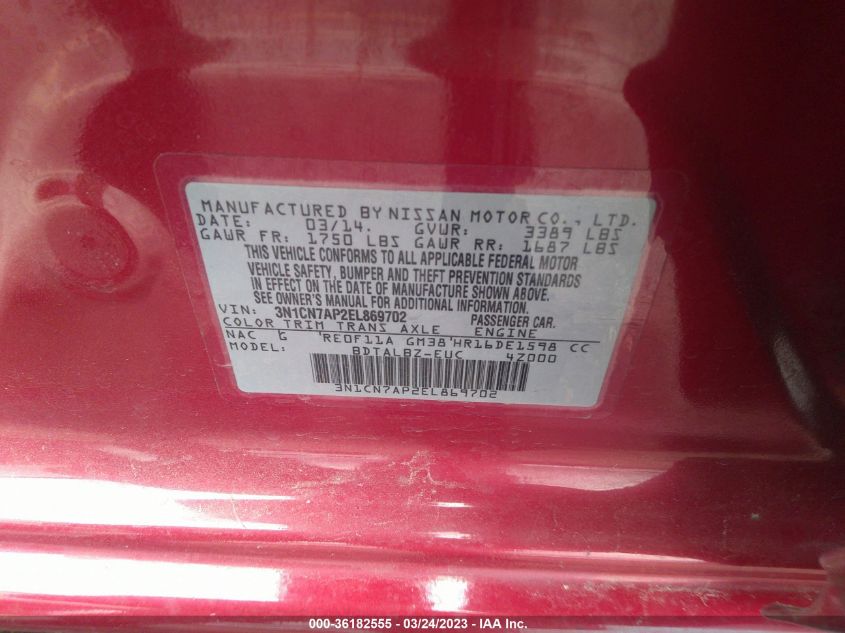 MANUFACTURED BY NISSAN MOTOR CO., LTD.
DATE: 03/14. GVWR: 3389 LBS
GAWR FR: 1750 LBS GAWR RR: 1687 LBS
THIS VEHICLE CONFORMS TO ALL APPLICABLE FEDERAL MOTOR
VEHICLE SAFETY, BUMPER AND THEFT PREVENTION STANDARDS
IN EFFECT ON THE DATE OF MANUFACTURE SHOWN ABOVE.
SEE OWNER'S MANUAL FOR ADDITIONAL INFORMATION.
VIN: 3N1CN7AP2EL869702 PASSENGER CAR.
COLOR TRIM TRANS AXLE ENGINE
NAC G RE0F11A GM38 HR16DE1598 CC
MODEL: BDTALBZ-EUC 4Z000
3N1CN7AP2EL869702
000-36182555 - 03/24/2023 - IAA Inc.